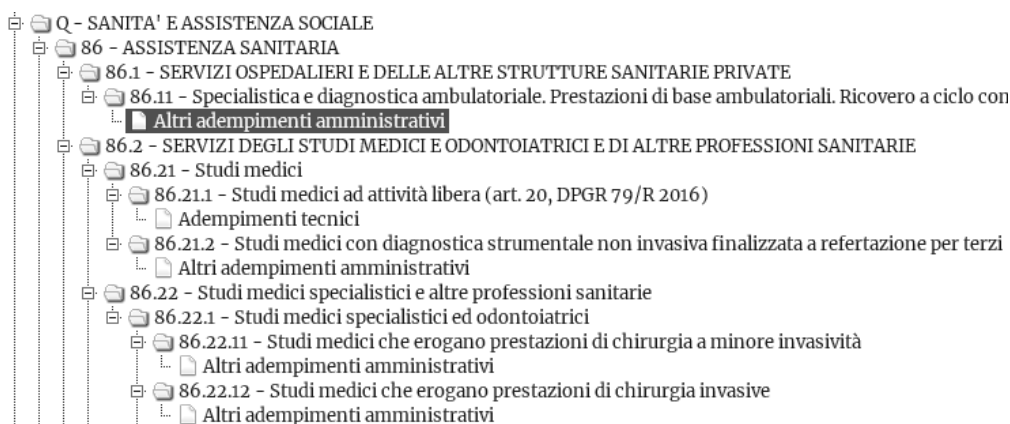 Q - SANITA' E ASSISTENZA SOCIALE
86 - ASSISTENZA SANITARIA
86.1 - SERVIZI OSPEDALIERI E DELLE ALTRE STRUTTURE SANITARIE PRIVATE
86.11 - Specialistica e diagnostica ambulatoriale. Prestazioni di base ambulatoriali. Ricovero a ciclo con
Altri adempimenti amministrativi
86.2 - SERVIZI DEGLI STUDI MEDICI E ODONTOIATRICI E DI ALTRE PROFESSIONI SANITARIE
86.21 - Studi medici
86.21.1 - Studi medici ad attività libera (art. 20, DPGR 79/R 2016)
Adempimenti tecnici
86.21.2 - Studi medici con diagnostica strumentale non invasiva finalizzata a refertazione per terzi
Altri adempimenti amministrativi
86.22 - Studi medici specialistici e altre professioni sanitarie
86.22.1 - Studi medici specialistici ed odontoiatrici
86.22.11 - Studi medici che erogano prestazioni di chirurgia a minore invasività
Altri adempimenti amministrativi
86.22.12 - Studi medici che erogano prestazioni di chirurgia invasive
Altri adempimenti amministrativi